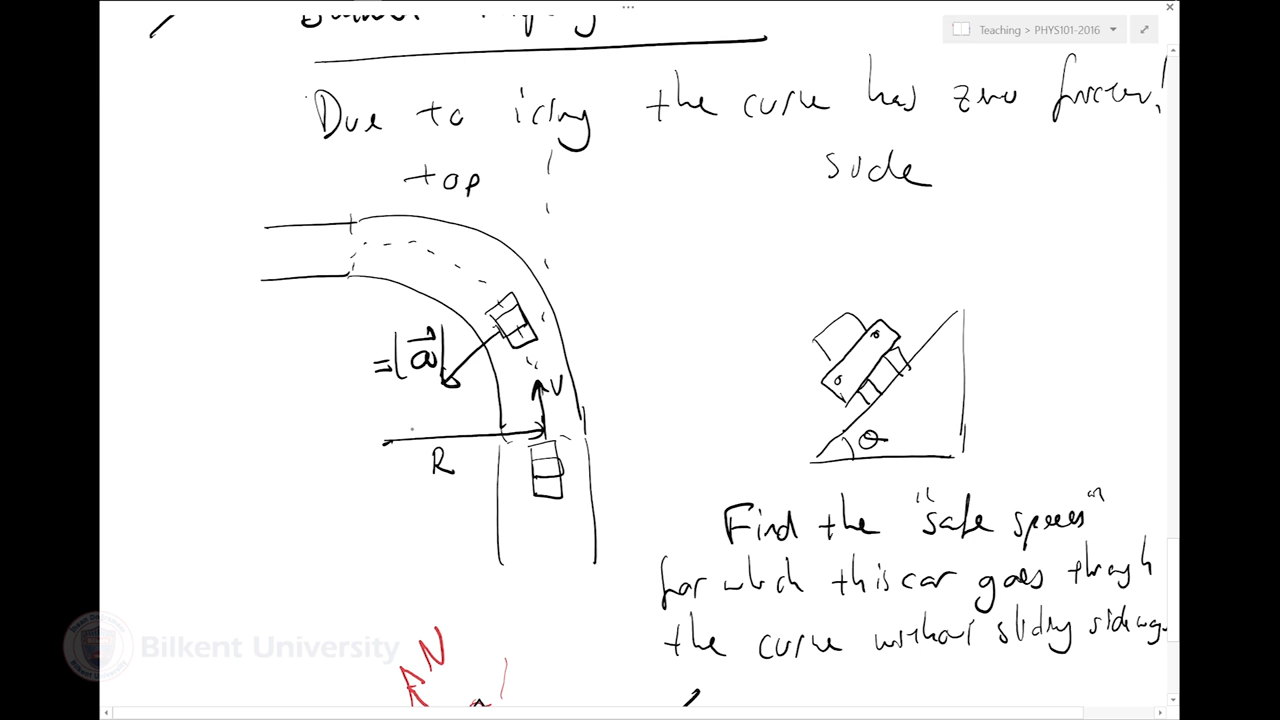 Teaching > PHYS101-2016
Due to icing the curve has zero friction!
top
side
|a⃗| =
V
R
θ
Find the "safe speed"
for which this car goes through
the curve without sliding sideways
N
Bilkent University